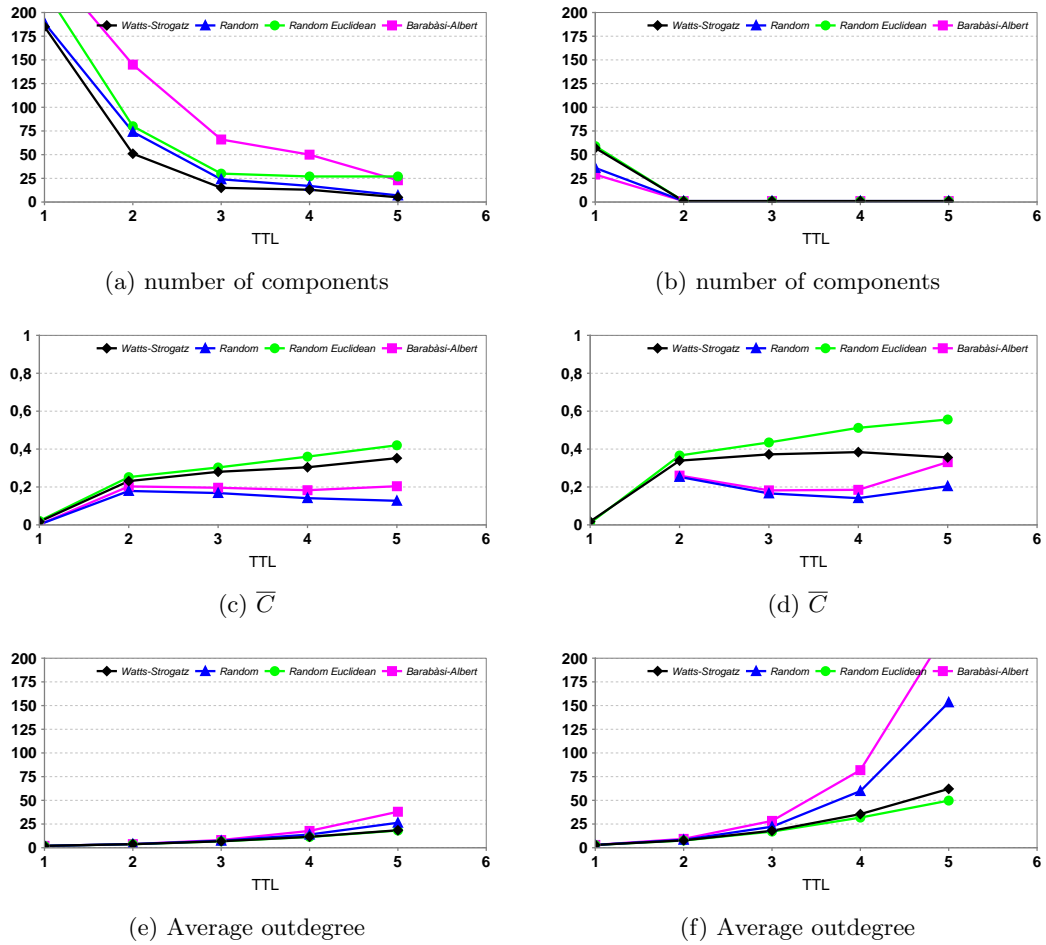 200
175
150
125
100
75
50
25
0
Watts-Strogatz Random Random Euclidean Barabàsi-Albert
1 2 3 4 5 6
TTL
(a) number of components
200
175
150
125
100
75
50
25
0
Watts-Strogatz Random Random Euclidean Barabàsi-Albert
1 2 3 4 5 6
TTL
(b) number of components
1
0,8
0,6
0,4
0,2
0
Watts-Strogatz Random Random Euclidean Barabàsi-Albert
1 2 3 4 5 6
TTL
(c) C̅
1
0,8
0,6
0,4
0,2
0
Watts-Strogatz Random Random Euclidean Barabàsi-Albert
1 2 3 4 5 6
TTL
(d) C̅
200
175
150
125
100
75
50
25
0
Watts-Strogatz Random Random Euclidean Barabàsi-Albert
1 2 3 4 5 6
TTL
(e) Average outdegree
200
175
150
125
100
75
50
25
0
Watts-Strogatz Random Random Euclidean Barabàsi-Albert
1 2 3 4 5 6
TTL
(f) Average outdegree